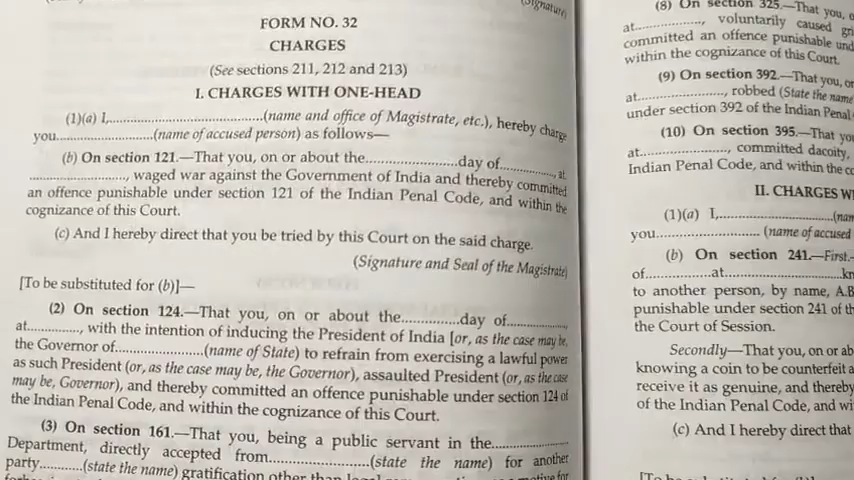 (Signature)
FORM NO. 32
CHARGES
(See sections 211, 212 and 213)
I. CHARGES WITH ONE-HEAD
(1)(a) I,..............................(name and office of Magistrate, etc.), hereby charge
you....................(name of accused person) as follows—
(b) On section 121.—That you, on or about the...................day of............., at
..................., waged war against the Government of India and thereby committed
an offence punishable under section 121 of the Indian Penal Code, and within the
cognizance of this Court.
(c) And I hereby direct that you be tried by this Court on the said charge.
(Signature and Seal of the Magistrate)
[To be substituted for (b)]—
(2) On section 124.—That you, on or about the............day of............,
at............, with the intention of inducing the President of India [or, as the case may be,
the Governor of.................(name of State) to refrain from exercising a lawful power
as such President (or, as the case may be, the Governor), assaulted President (or, as the case
may be, Governor), and thereby committed an offence punishable under section 124 of
the Indian Penal Code, and within the cognizance of this Court.
(3) On section 161.—That you, being a public servant in the..............
Department, directly accepted from....................(state the name) for another
party.........(state the name) gratification other than legal
(8) On section 325.—That you, o
at................, voluntarily caused gri
committed an offence punishable und
within the cognizance of this Court.
(9) On section 392.—That you, or
at....................., robbed (State the name
under section 392 of the Indian Penal
(10) On section 395.—That you
at....................., committed dacoity,
Indian Penal Code, and within the co
II. CHARGES WI
(1)(a) I,............................(nam
you................... (name of accused
(b) On section 241.—First.—
of...............at..........................kn
to another person, by name, A.B
punishable under section 241 of th
the Court of Session.
Secondly—That you, on or ab
knowing a coin to be counterfeit a
receive it as genuine, and thereby
of the Indian Penal Code, and wi
(c) And I hereby direct that